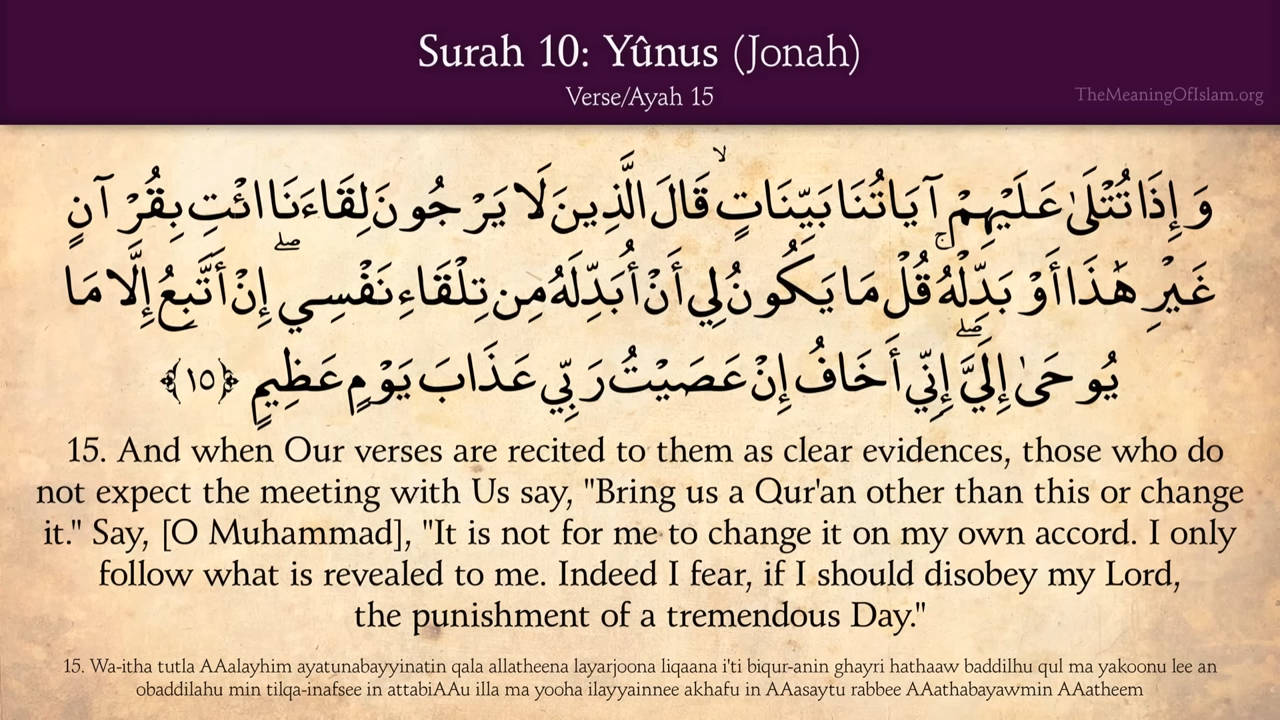 Surah 10: Yûnus (Jonah)
Verse/Ayah 15
TheMeaningOfIslam.org
وَإِذَا تُتْلَىٰ عَلَيْهِمْ آيَاتُنَا بَيِّنَاتٍ ۙ قَالَ الَّذِينَ لَا يَرْجُونَ لِقَاءَنَا ائْتِ بِقُرْآنٍ
غَيْرِ هَٰذَا أَوْ بَدِّلْهُ ۚ قُلْ مَا يَكُونُ لِي أَنْ أُبَدِّلَهُ مِن تِلْقَاءِ نَفْسِي ۖ إِنْ أَتَّبِعُ إِلَّا مَا
يُوحَىٰ إِلَيَّ ۖ إِنِّي أَخَافُ إِنْ عَصَيْتُ رَبِّي عَذَابَ يَوْمٍ عَظِيمٍ ﴿١٥﴾
15. And when Our verses are recited to them as clear evidences, those who do
not expect the meeting with Us say, "Bring us a Qur'an other than this or change
it." Say, [O Muhammad], "It is not for me to change it on my own accord. I only
follow what is revealed to me. Indeed I fear, if I should disobey my Lord,
the punishment of a tremendous Day."
15. Wa-itha tutla AAalayhim ayatunabayyinatin qala allatheena layarjoona liqaana i'ti biqur-anin ghayri hathaaw baddilhu qul ma yakoonu lee an
obaddilahu min tilqa-inafsee in attabiAAu illa ma yooha ilayyainnee akhafu in AAasaytu rabbee AAathabayawmin AAatheem